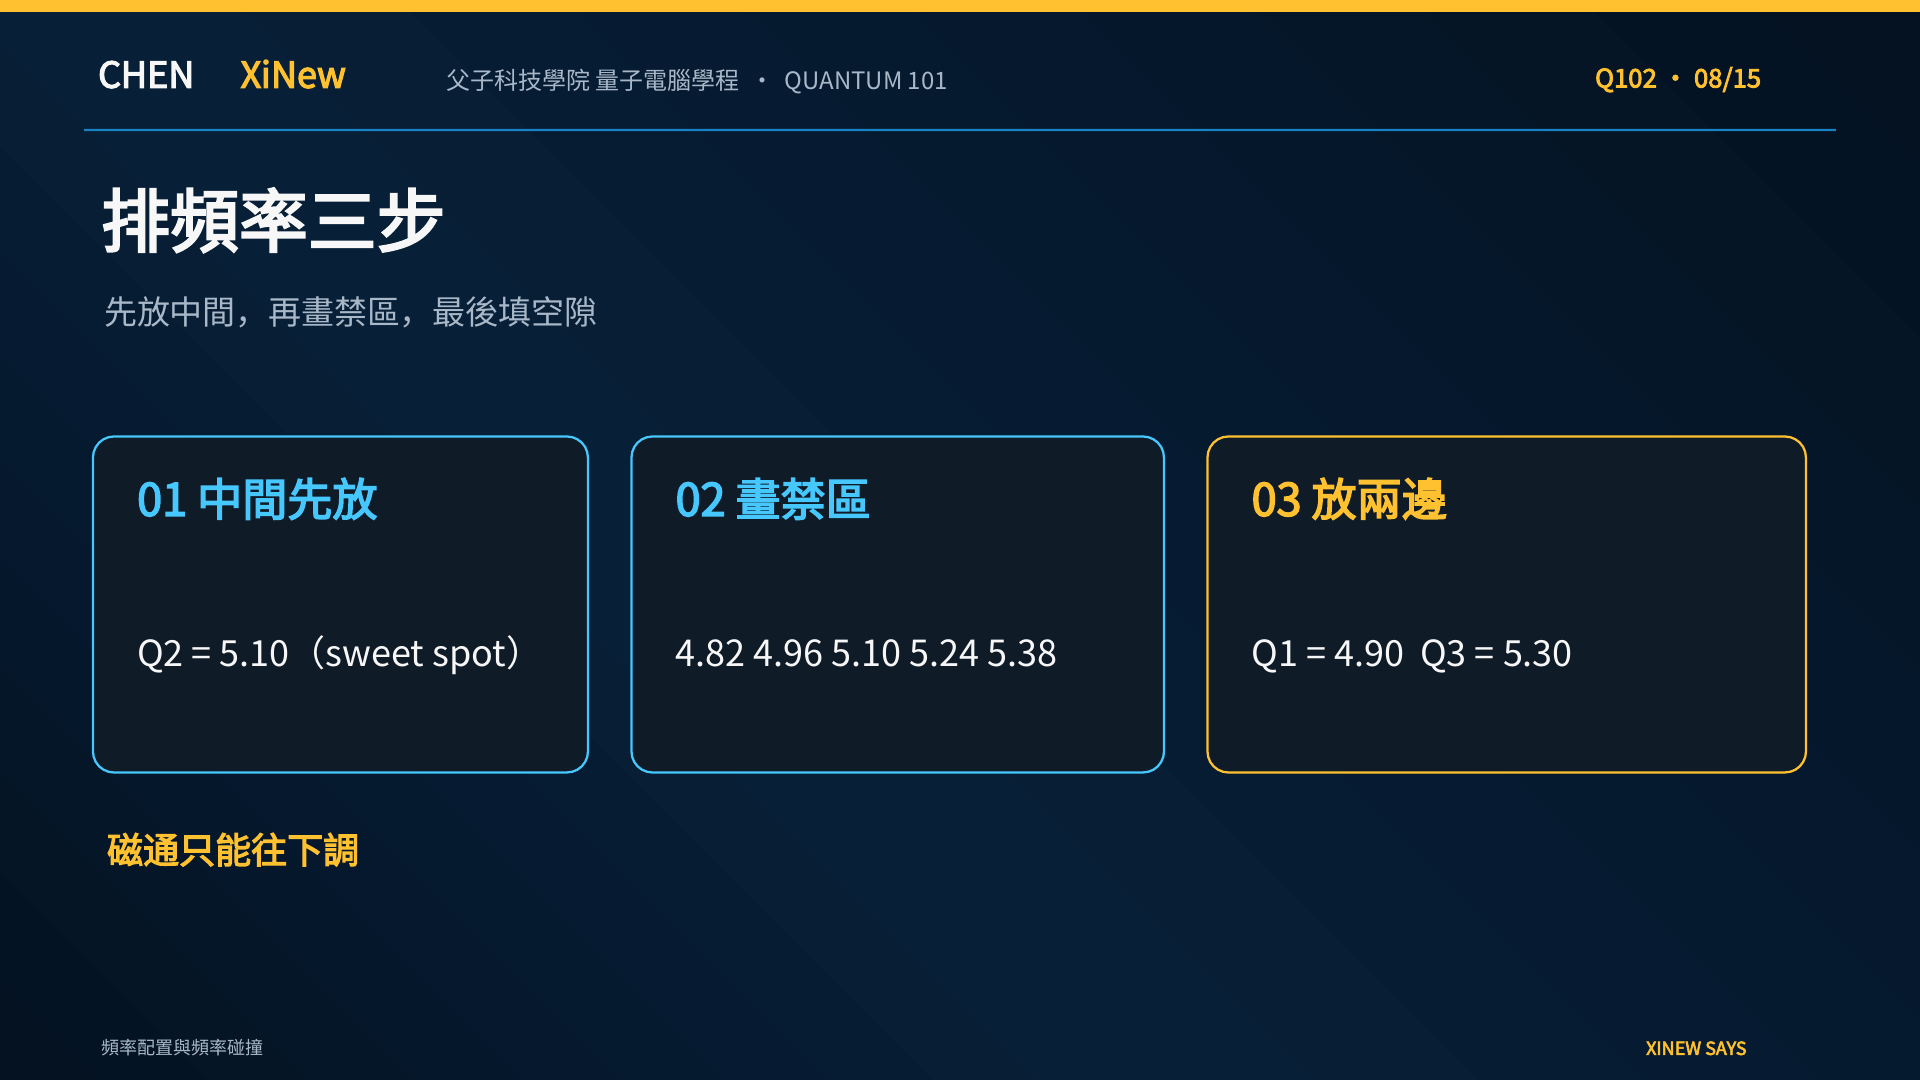 CHEN XiNew 父子科技學院 量子電腦學程 · QUANTUM 101 Q102 · 08/15
排頻率三步
先放中間，再畫禁區，最後填空隙
01 中間先放
Q2 = 5.10（sweet spot）
02 畫禁區
4.82 4.96 5.10 5.24 5.38
03 放兩邊
Q1 = 4.90 Q3 = 5.30
磁通只能往下調
頻率配置與頻率碰撞
XINEW SAYS